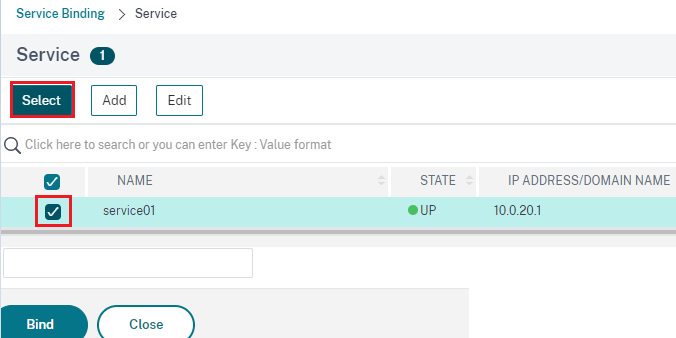 Service Binding > Service
Service 1
Select Add Edit
Click here to search or you can enter Key : Value format
NAME STATE IP ADDRESS/DOMAIN NAME
service01 UP 10.0.20.1
Bind Close